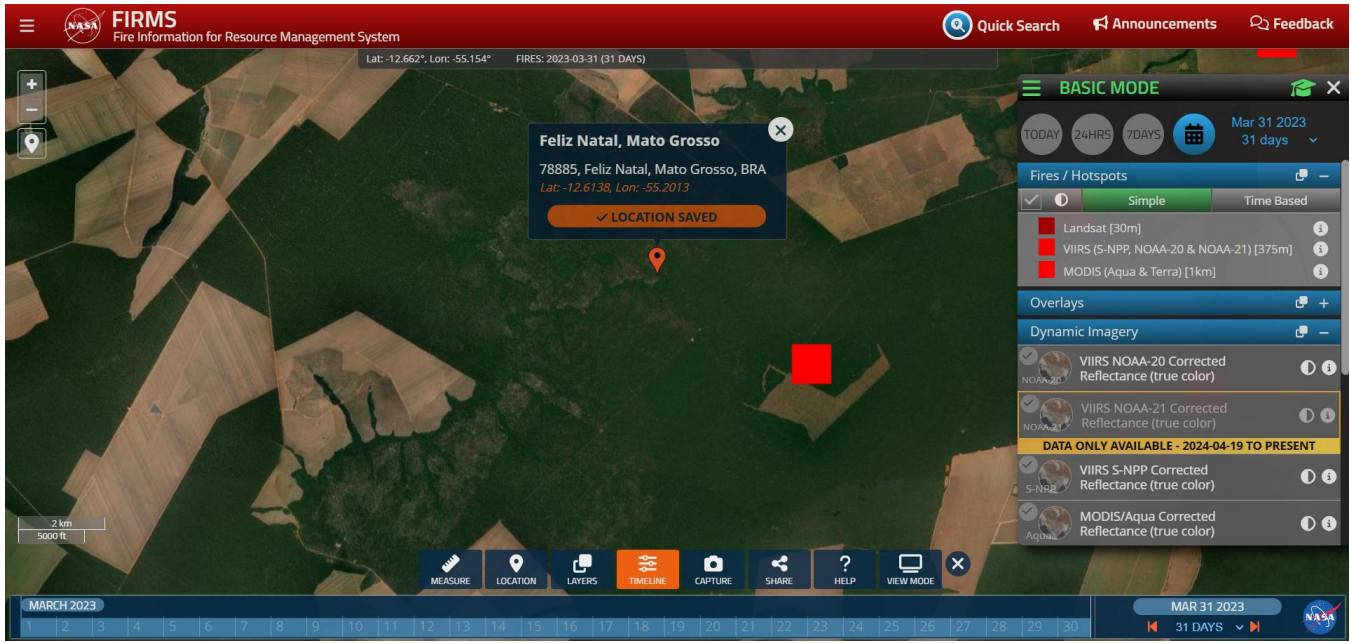 NASA
FIRMS
Fire Information for Resource Management System
Quick Search
Announcements
Feedback
Lat: -12.662°, Lon: -55.154° FIRES: 2023-03-31 (31 DAYS)
+
−
Feliz Natal, Mato Grosso
78885, Feliz Natal, Mato Grosso, BRA
Lat: -12.6138, Lon: -55.2013
✓ LOCATION SAVED
BASIC MODE
TODAY
24HRS
7DAYS
Mar 31 2023
31 days
Fires / Hotspots
Simple
Time Based
Landsat [30m]
VIIRS (S-NPP, NOAA-20 & NOAA-21) [375m]
MODIS (Aqua & Terra) [1km]
Overlays
Dynamic Imagery
NOAA-20
VIIRS NOAA-20 Corrected
Reflectance (true color)
NOAA-21
VIIRS NOAA-21 Corrected
Reflectance (true color)
DATA ONLY AVAILABLE - 2024-04-19 TO PRESENT
S-NPP
VIIRS S-NPP Corrected
Reflectance (true color)
Aqua
MODIS/Aqua Corrected
Reflectance (true color)
2 km
5000 ft
MEASURE
LOCATION
LAYERS
TIMELINE
CAPTURE
SHARE
HELP
VIEW MODE
MARCH 2023
1 2 3 4 5 6 7 8 9 10 11 12 13 14 15 16 17 18 19 20 21 22 23 24 25 26 27 28 29 30
MAR 31 2023
31 DAYS
NASA